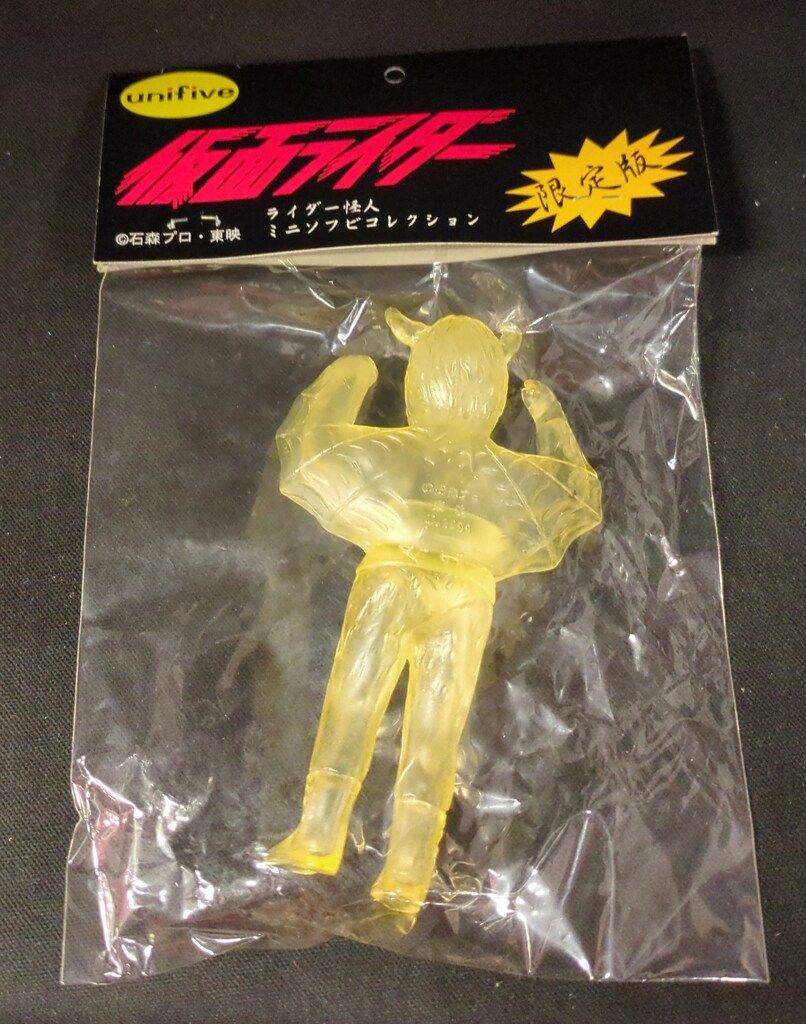 unifive
仮面ライダー
限定版
ライダー怪人
ミニソフビコレクション
©石森プロ・東映